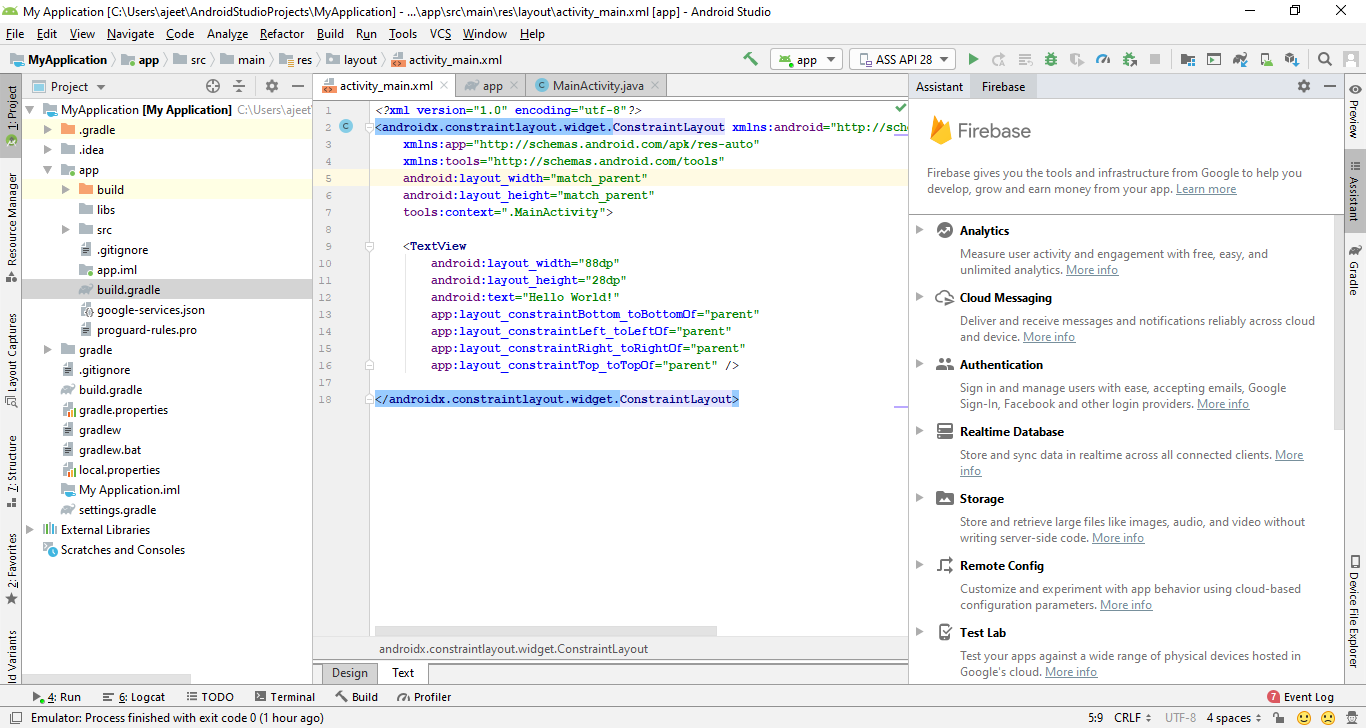 My Application [C:\Users\ajeet\AndroidStudioProjects\MyApplication] - ...\app\src\main\res\layout\activity_main.xml [app] - Android Studio
File Edit View Navigate Code Analyze Refactor Build Run Tools VCS Window Help
MyApplication app src main res layout activity_main.xml app ASS API 28
1: Project
Resource Manager
Layout Captures
7: Structure
2: Favorites
ld Variants
Project
MyApplication [My Application] C:\Users\ajeet
.gradle
.idea
app
build
libs
src
.gitignore
app.iml
build.gradle
google-services.json
proguard-rules.pro
gradle
.gitignore
build.gradle
gradle.properties
gradlew
gradlew.bat
local.properties
My Application.iml
settings.gradle
External Libraries
Scratches and Consoles
activity_main.xml app MainActivity.java
1 <?xml version="1.0" encoding="utf-8"?>
2 C <androidx.constraintlayout.widget.ConstraintLayout xmlns:android="http://sche
3 xmlns:app="http://schemas.android.com/apk/res-auto"
4 xmlns:tools="http://schemas.android.com/tools"
5 android:layout_width="match_parent"
6 android:layout_height="match_parent"
7 tools:context=".MainActivity">
8
9 <TextView
10 android:layout_width="88dp"
11 android:layout_height="28dp"
12 android:text="Hello World!"
13 app:layout_constraintBottom_toBottomOf="parent"
14 app:layout_constraintLeft_toLeftOf="parent"
15 app:layout_constraintRight_toRightOf="parent"
16 app:layout_constraintTop_toTopOf="parent" />
17
18 </androidx.constraintlayout.widget.ConstraintLayout>
androidx.constraintlayout.widget.ConstraintLayout
Design Text
Assistant Firebase
Firebase
Firebase gives you the tools and infrastructure from Google to help you
develop, grow and earn money from your app. Learn more
Analytics
Measure user activity and engagement with free, easy, and
unlimited analytics. More info
Cloud Messaging
Deliver and receive messages and notifications reliably across cloud
and device. More info
Authentication
Sign in and manage users with ease, accepting emails, Google
Sign-In, Facebook and other login providers. More info
Realtime Database
Store and sync data in realtime across all connected clients. More
info
Storage
Store and retrieve large files like images, audio, and video without
writing server-side code. More info
Remote Config
Customize and experiment with app behavior using cloud-based
configuration parameters. More info
Test Lab
Test your apps against a wide range of physical devices hosted in
Google's cloud. More info
Preview
Assistant
Gradle
Device File Explorer
4: Run 6: Logcat TODO Terminal Build Profiler 7 Event Log
Emulator: Process finished with exit code 0 (1 hour ago) 5:9 CRLF UTF-8 4 spaces